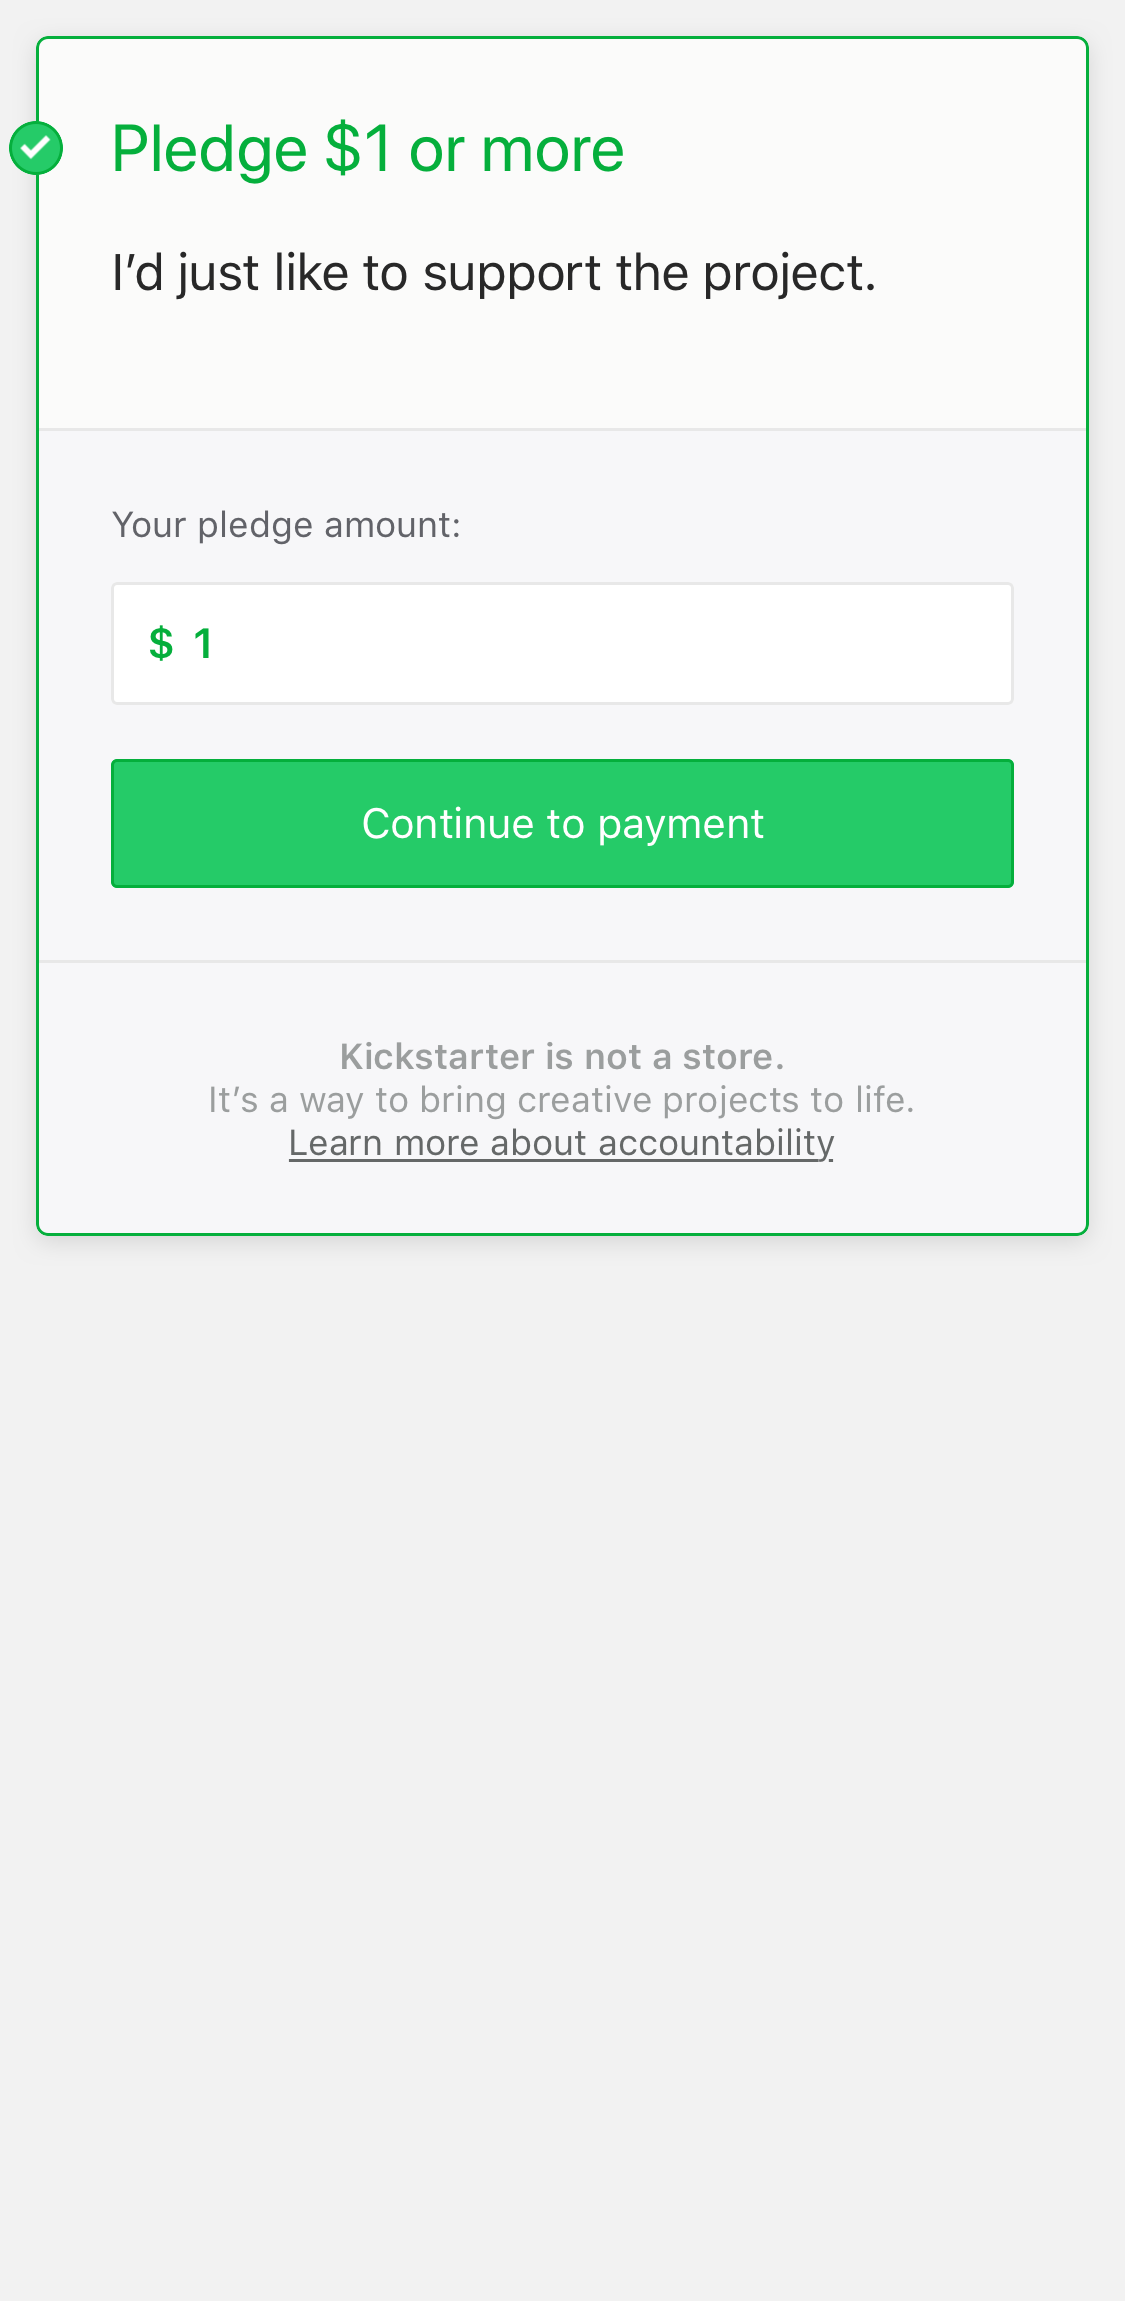 Pledge $1 or more
I’d just like to support the project.
Your pledge amount:
$ 1
Continue to payment
Kickstarter is not a store.
It’s a way to bring creative projects to life.
Learn more about accountability